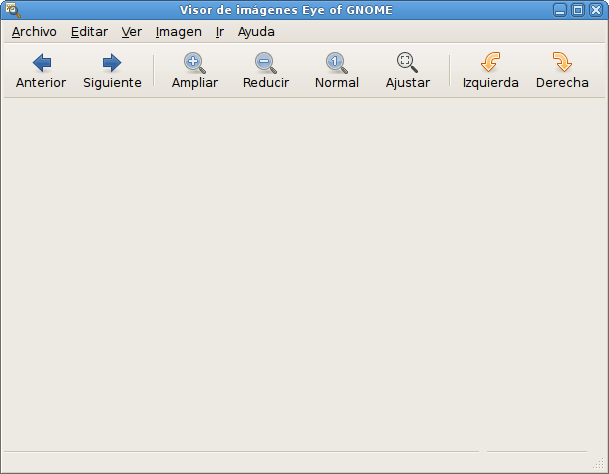 Visor de imágenes Eye of GNOME
Archivo Editar Ver Imagen Ir Ayuda
Anterior Siguiente Ampliar Reducir Normal Ajustar Izquierda Derecha